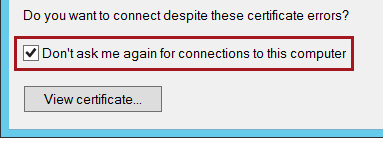 Do you want to connect despite these certificate errors?
Don't ask me again for connections to this computer
View certificate...